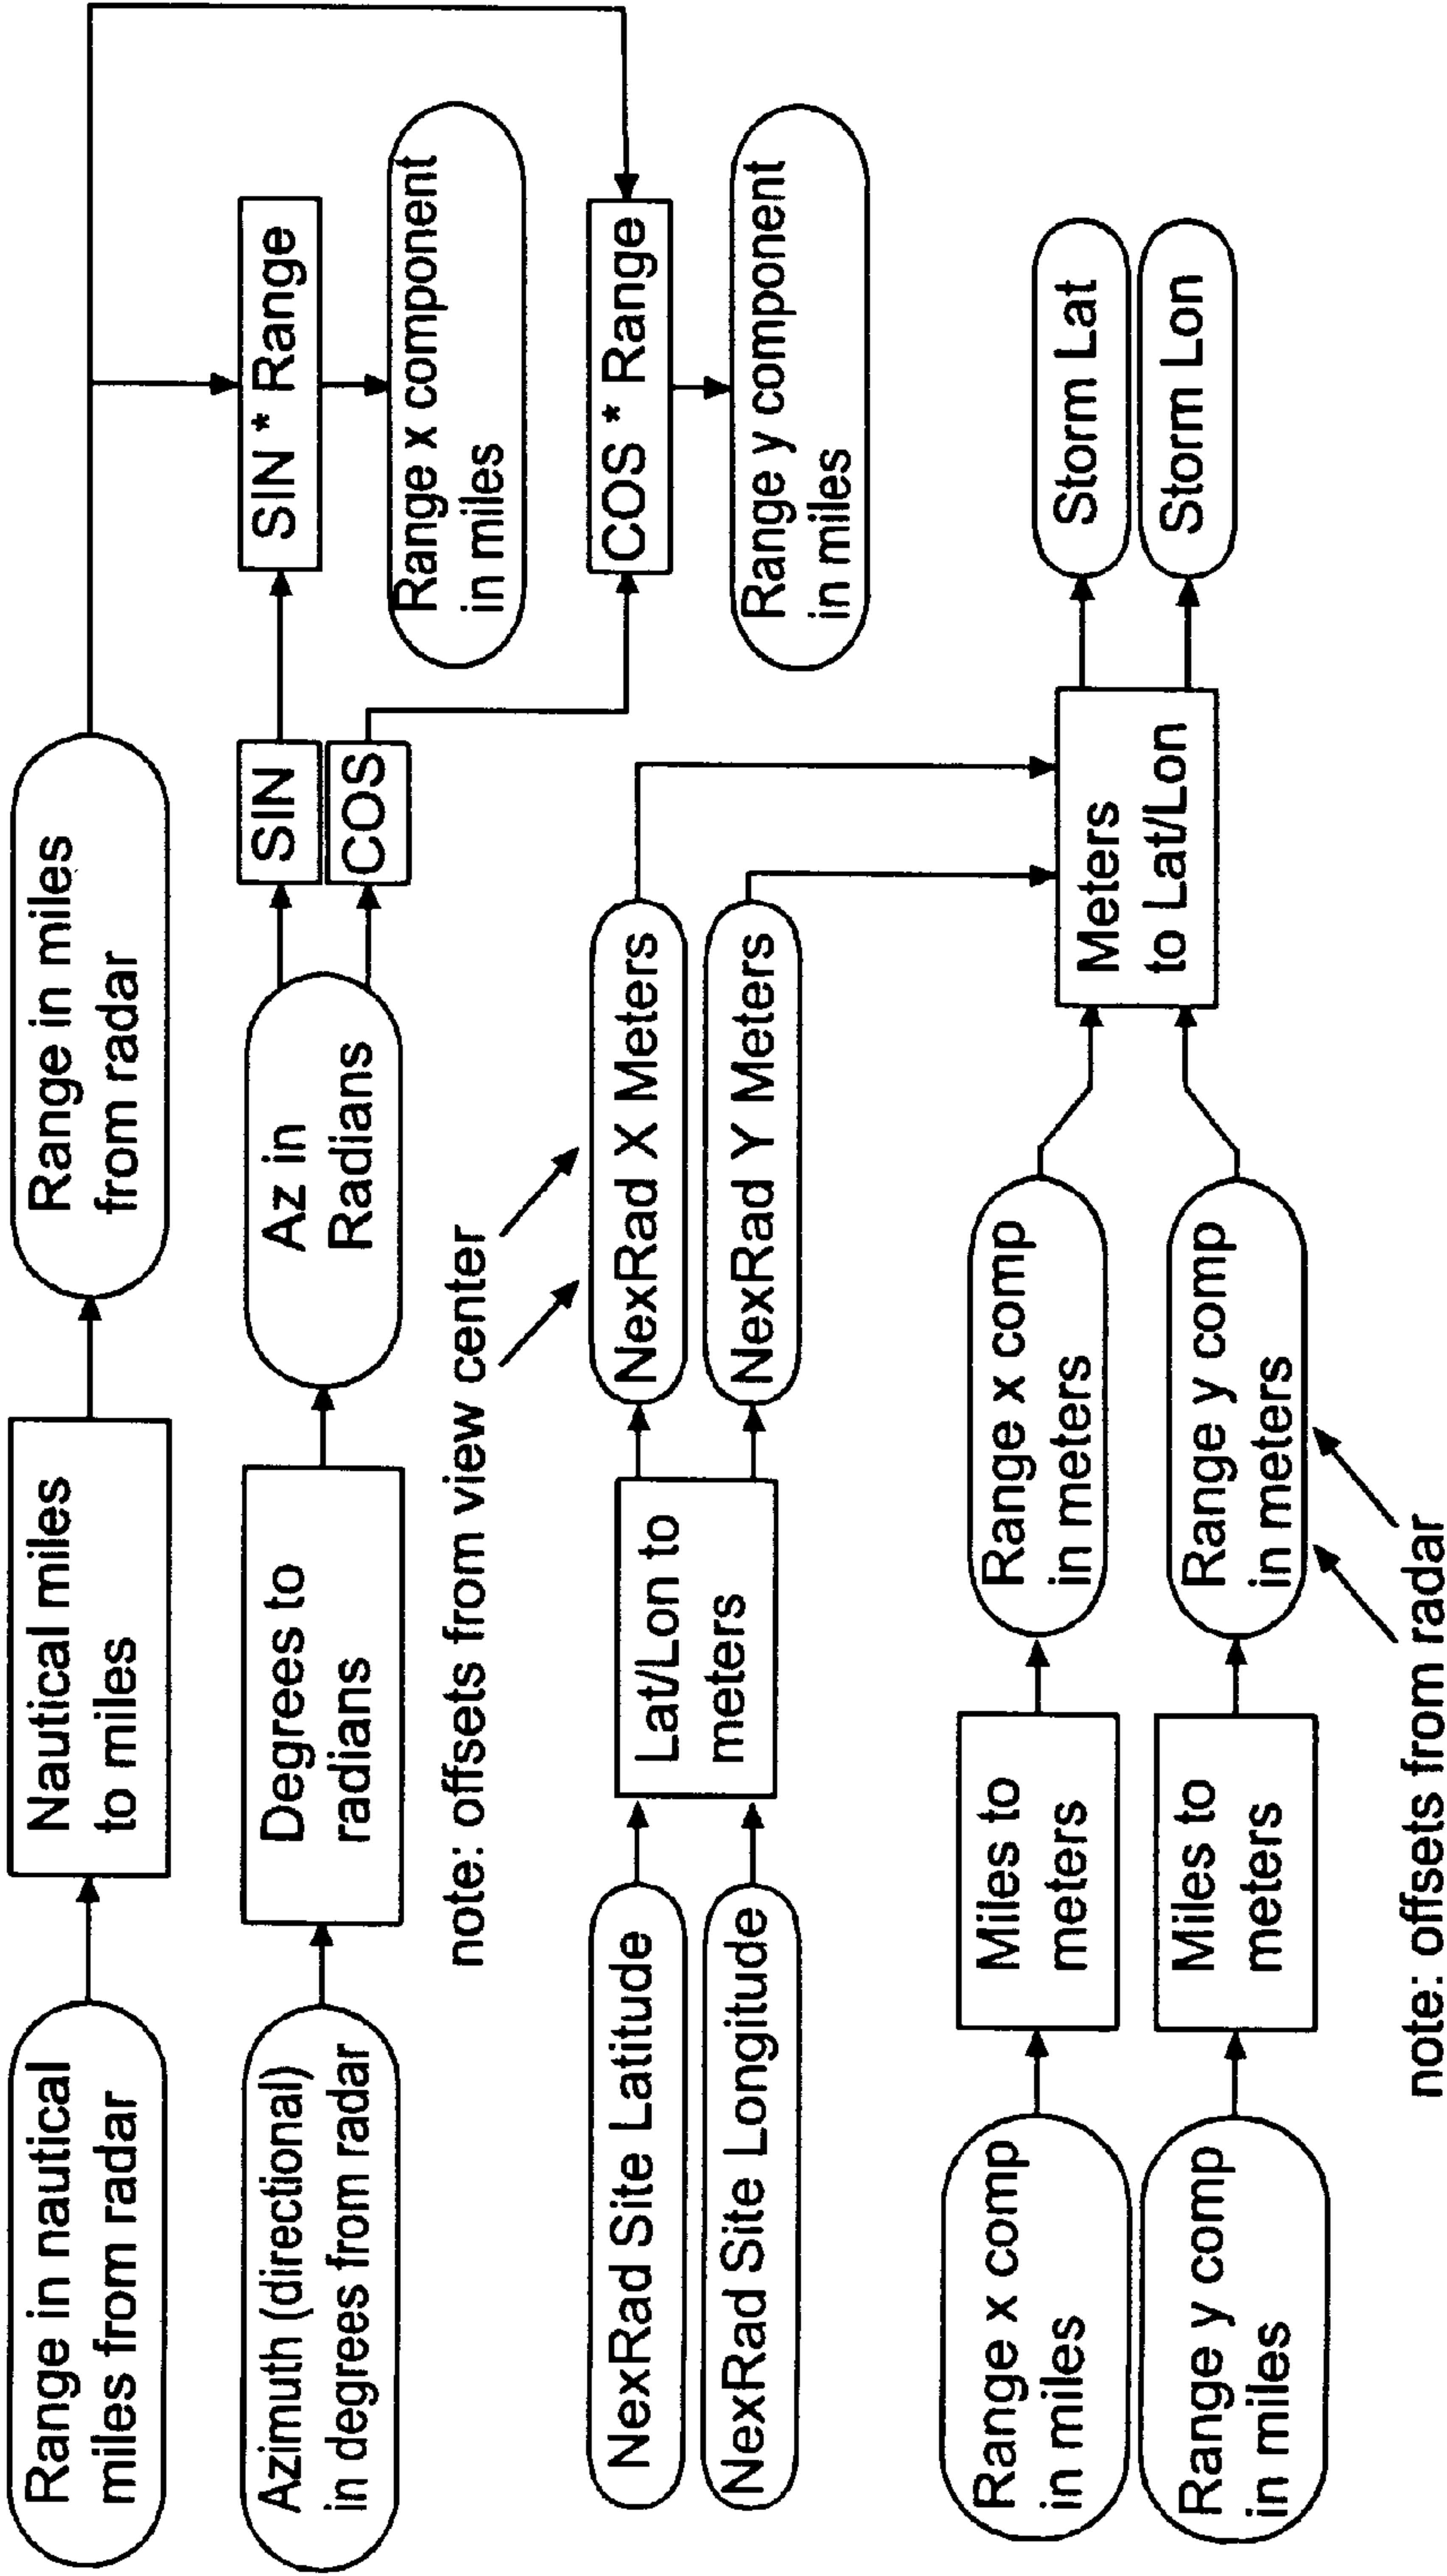 Range in nautical
miles from radar
Nautical miles
to miles
Range in miles
from radar
Azimuth (directional)
in degrees from radar
Degrees to
radians
Az in
Radians
SIN
COS
SIN * Range
Range x component
in miles
COS * Range
Range y component
in miles
note: offsets from view center
NexRad Site Latitude
NexRad Site Longitude
Lat/Lon to
meters
NexRad X Meters
NexRad Y Meters
Range x comp
in miles
Range y comp
in miles
Miles to
meters
Miles to
meters
Range x comp
in meters
Range y comp
in meters
Meters
to Lat/Lon
Storm Lat
Storm Lon
note: offsets from radar